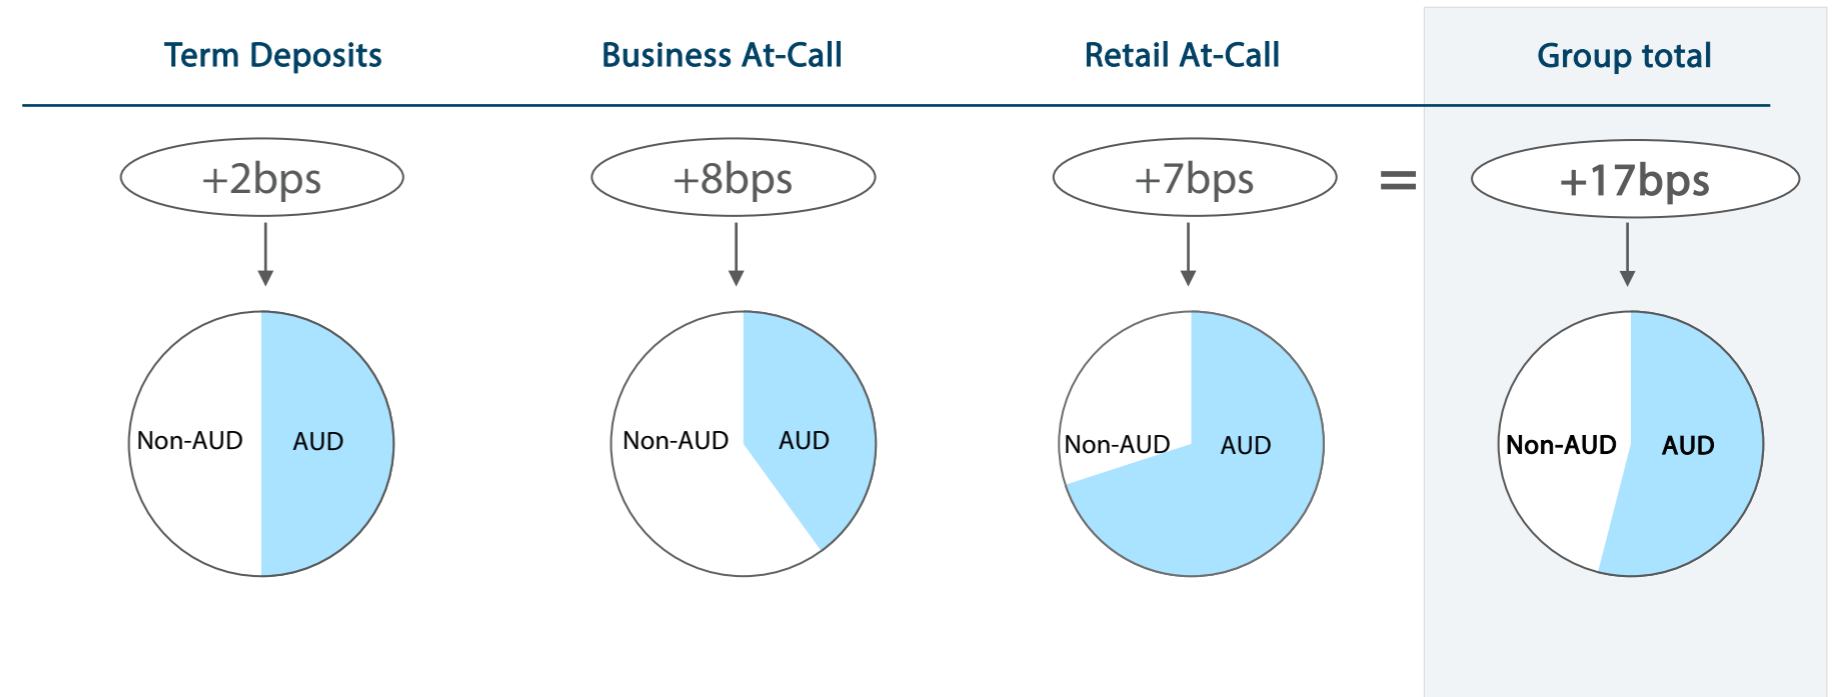 Term Deposits
Business At-Call
Retail At-Call
Group total
+2bps
+8bps
+7bps
=
+17bps
Non-AUD
AUD
Non-AUD
AUD
Non-AUD
AUD
Non-AUD
AUD